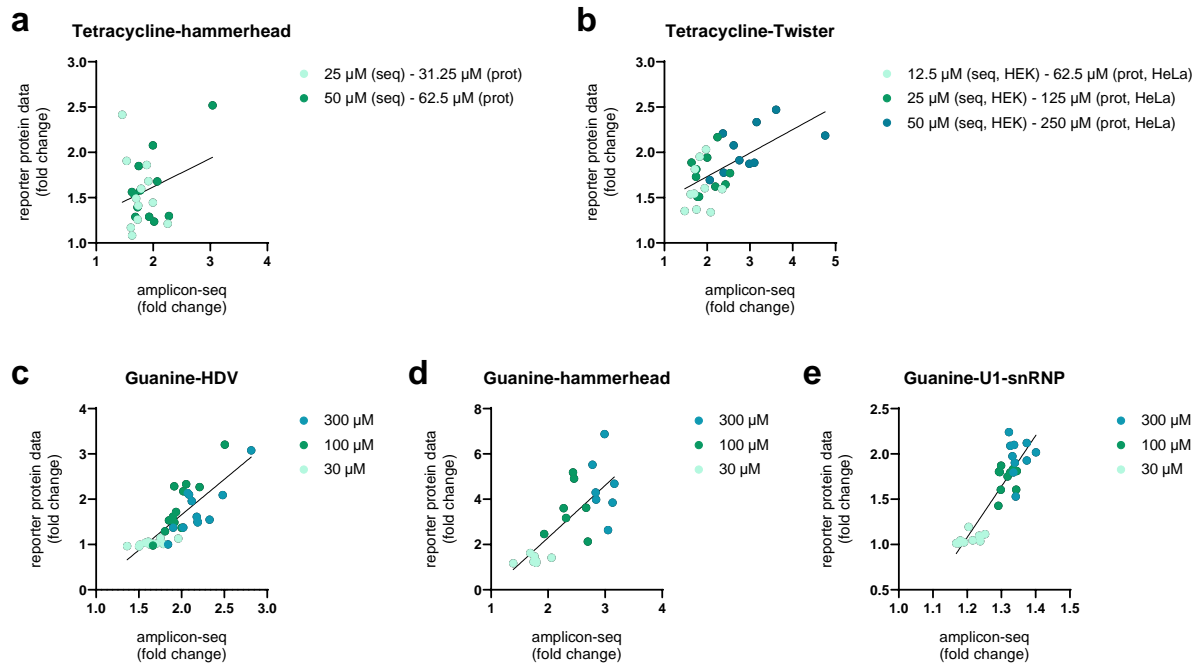 a
Tetracycline-hammerhead
3.0
2.5
2.0
1.5
1.0
1
2
3
4
reporter protein data
(fold change)
amplicon-seq
(fold change)
25 µM (seq) - 31.25 µM (prot)
50 µM (seq) - 62.5 µM (prot)
b
Tetracycline-Twister
3.0
2.5
2.0
1.5
1.0
1
2
3
4
5
reporter protein data
(fold change)
amplicon-seq
(fold change)
12.5 µM (seq, HEK) - 62.5 µM (prot, HeLa)
25 µM (seq, HEK) - 125 µM (prot, HeLa)
50 µM (seq, HEK) - 250 µM (prot, HeLa)
c
Guanine-HDV
4
3
2
1
0
1.0
1.5
2.0
2.5
3.0
reporter protein data
(fold change)
amplicon-seq
(fold change)
300 µM
100 µM
30 µM
d
Guanine-hammerhead
8
6
4
2
0
1
2
3
4
reporter protein data
(fold change)
amplicon-seq
(fold change)
300 µM
100 µM
30 µM
e
Guanine-U1-snRNP
2.5
2.0
1.5
1.0
0.5
1.0
1.1
1.2
1.3
1.4
1.5
reporter protein data
(fold change)
amplicon-seq
(fold change)
300 µM
100 µM
30 µM